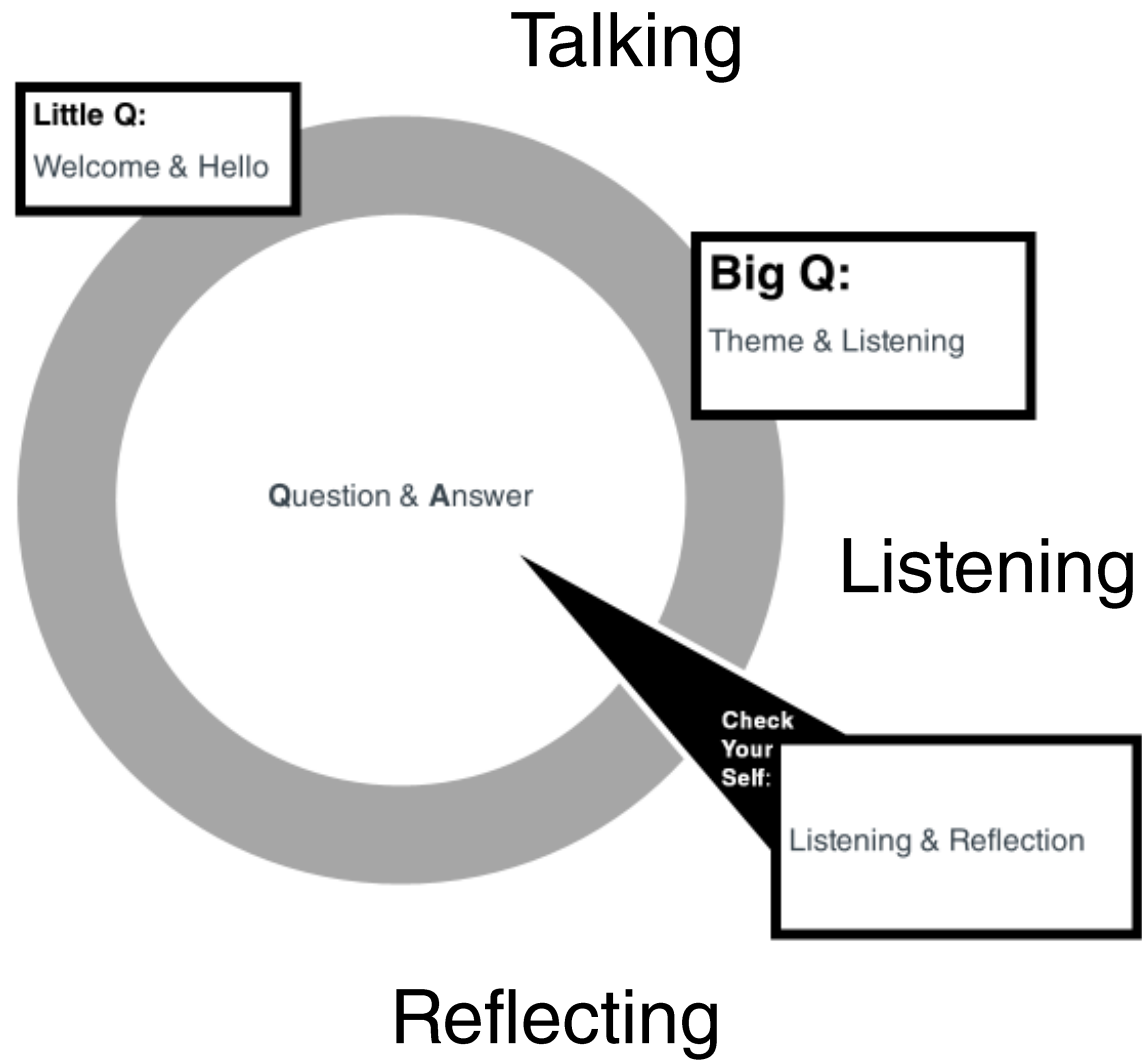 Talking
Little Q:
Welcome & Hello
Big Q:
Theme & Listening
Question & Answer
Listening
Check
Your
Self:
Listening & Reflection
Reflecting